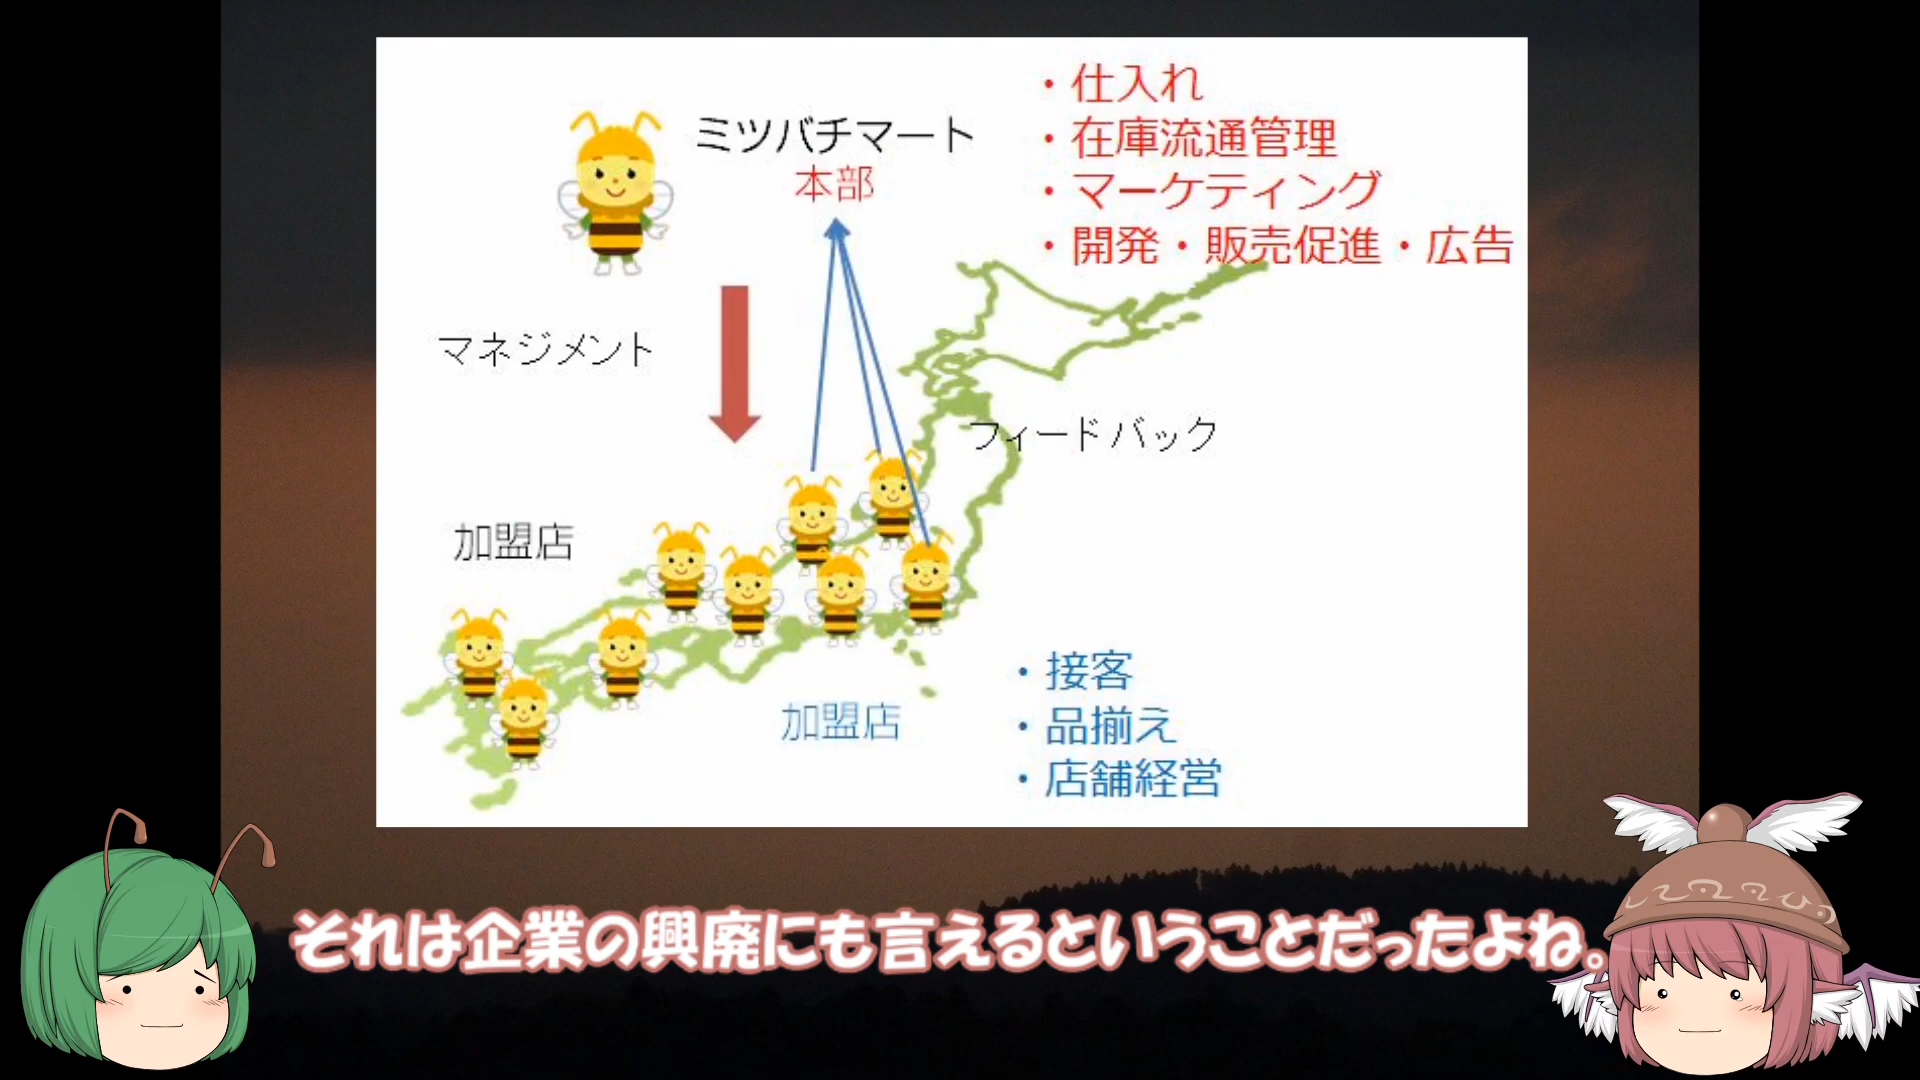 ミツバチマート
本部
・仕入れ
・在庫流通管理
・マーケティング
・開発・販売促進・広告
マネジメント
フィードバック
加盟店
加盟店
・接客
・品揃え
・店舗経営
それは企業の興廃にも言えるということだったよね。